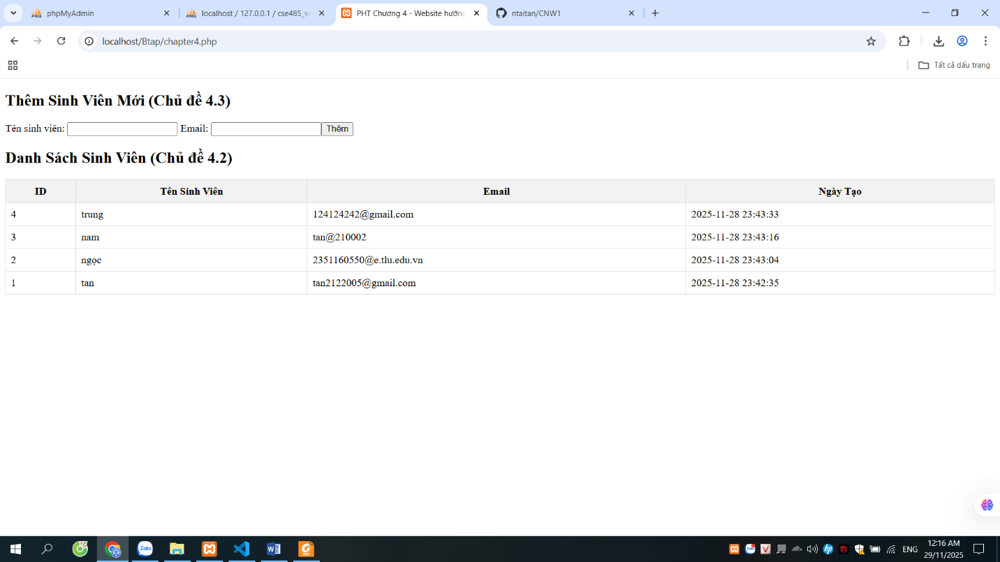 phpMyAdmin
localhost / 127.0.0.1 / cse485_w
PHT Chương 4 - Website hướng
ntaitan/CNW1
localhost/Btap/chapter4.php
Tất cả dấu trang
Thêm Sinh Viên Mới (Chủ đề 4.3)
Tên sinh viên: Email: Thêm
Danh Sách Sinh Viên (Chủ đề 4.2)
ID Tên Sinh Viên Email Ngày Tạo
4 trung 124124242@gmail.com 2025-11-28 23:43:33
3 nam tan@210002 2025-11-28 23:43:16
2 ngọc 2351160550@e.tlu.edu.vn 2025-11-28 23:43:04
1 tan tan2122005@gmail.com 2025-11-28 23:42:35
Zalo
ENG
12:16 AM
29/11/2025